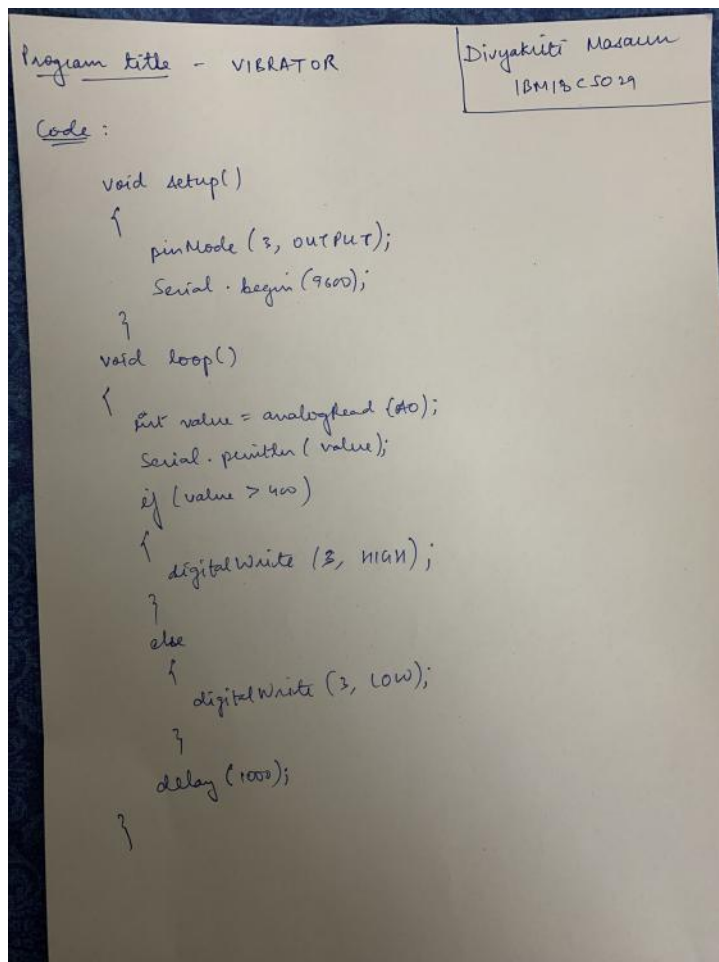 Program title - VIBRATOR
Divyakriti Masaun
1BM18CS029
Code :
void setup()
{
pinMode (3, OUTPUT);
Serial . begin (9600);
}
void loop()
{
int value = analogRead (A0);
Serial . println ( value);
if (value > 400)
{
digitalWrite (3, HIGH);
}
else
{
digitalWrite (3, LOW);
}
delay (1000);
}